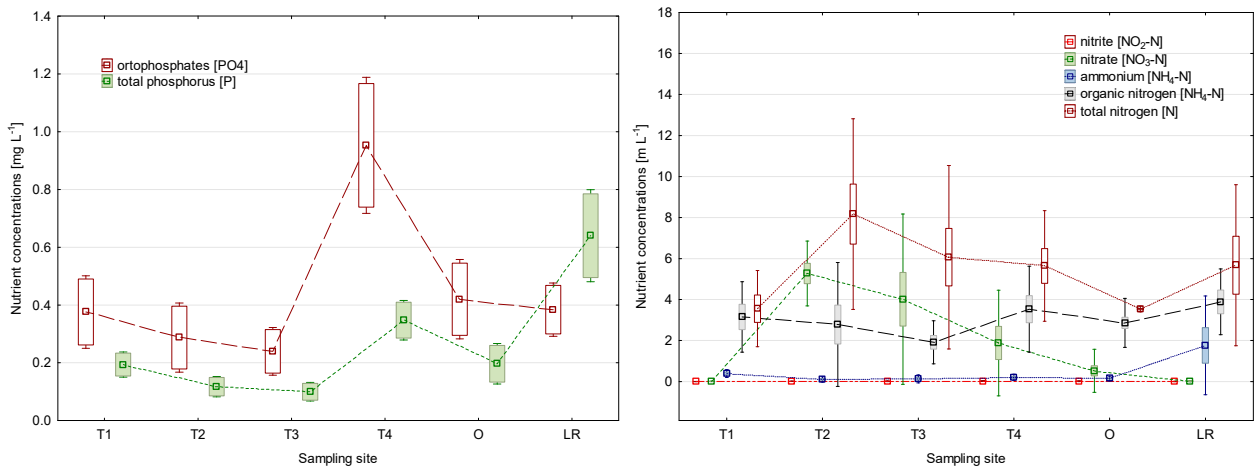 1.4
1.2
1.0
0.8
0.6
0.4
0.2
0.0
Nutrient concentrations [mg L⁻¹]
ortophosphates [PO4]
total phosphorus [P]
T1 T2 T3 T4 O LR
Sampling site
18
16
14
12
10
8
6
4
2
0
Nutrient concentrations [m L⁻¹]
nitrite [NO₂-N]
nitrate [NO₃-N]
ammonium [NH₄-N]
organic nitrogen [NH₄-N]
total nitrogen [N]
T1 T2 T3 T4 O LR
Sampling site